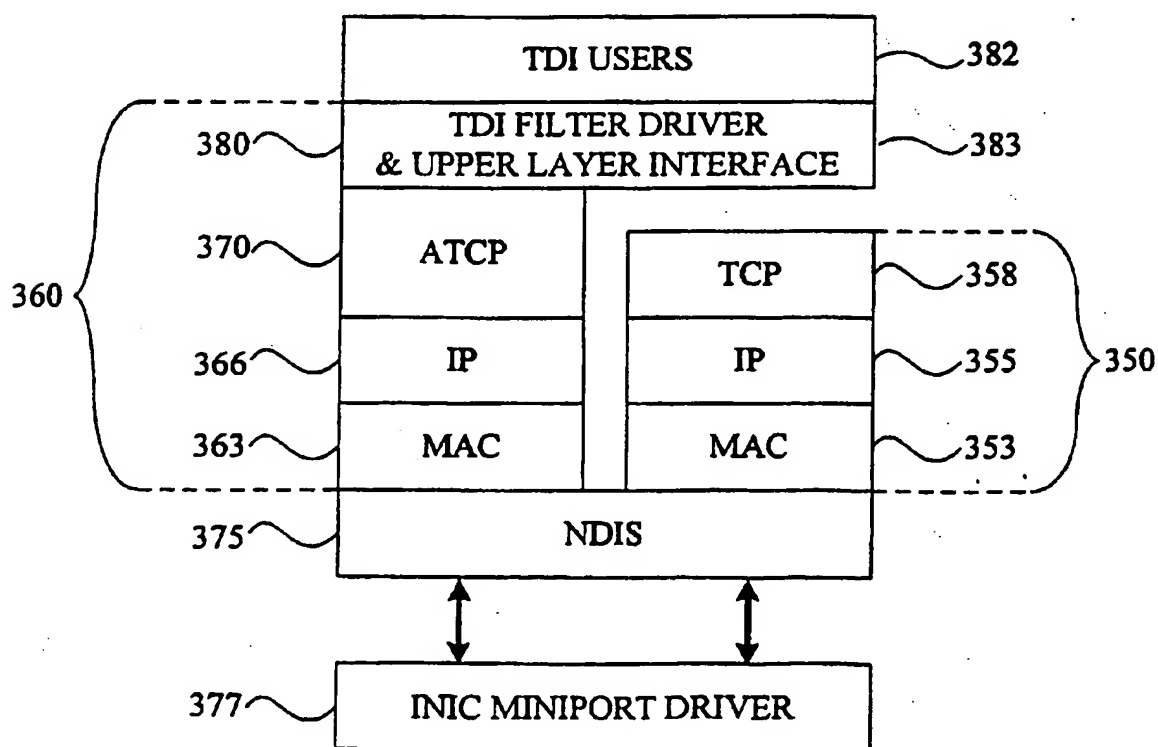 TDI USERS
382
380
TDI FILTER DRIVER
& UPPER LAYER INTERFACE
383
360
370
ATCP
TCP
358
366
IP
IP
355
350
363
MAC
MAC
353
375
NDIS
377
INIC MINIPORT DRIVER